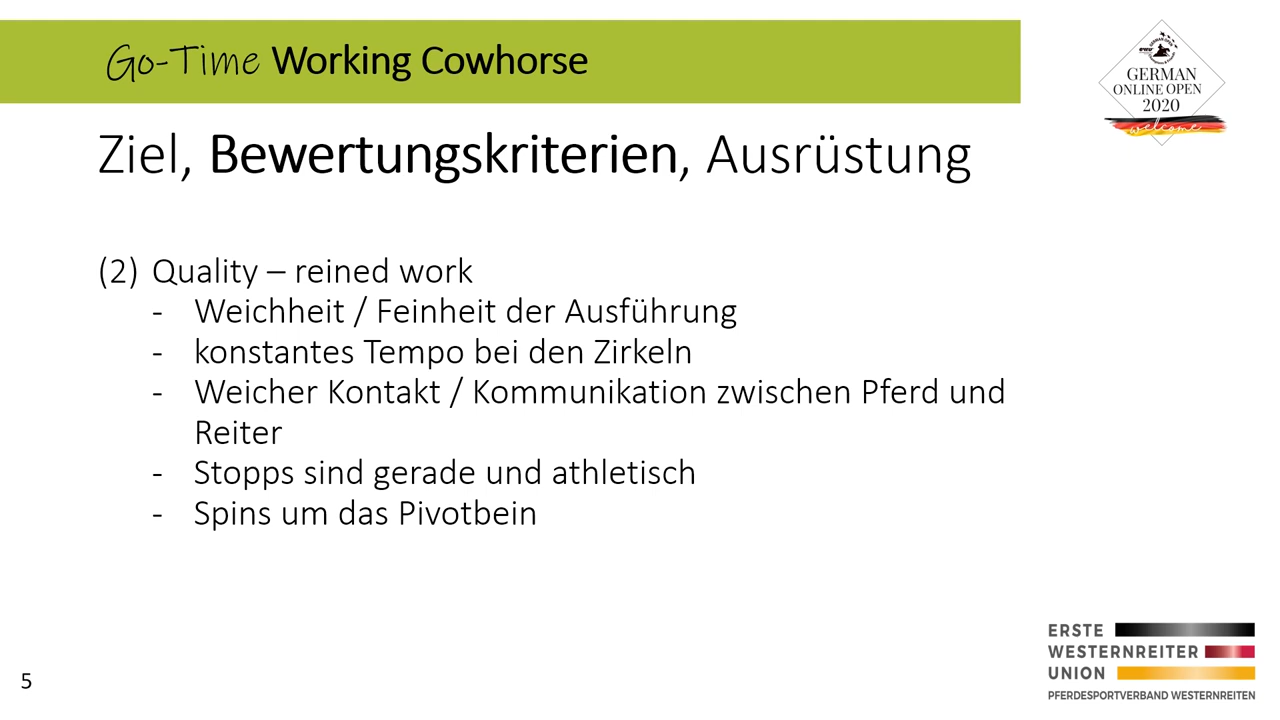 Go-Time Working Cowhorse
GERMAN
ONLINE OPEN
2020
welcome
Ziel, Bewertungskriterien, Ausrüstung
(2) Quality – reined work
- Weichheit / Feinheit der Ausführung
- konstantes Tempo bei den Zirkeln
- Weicher Kontakt / Kommunikation zwischen Pferd und
Reiter
- Stopps sind gerade und athletisch
- Spins um das Pivotbein
ERSTE
WESTERNREITER
UNION
PFERDESPORTVERBAND WESTERNREITEN
5